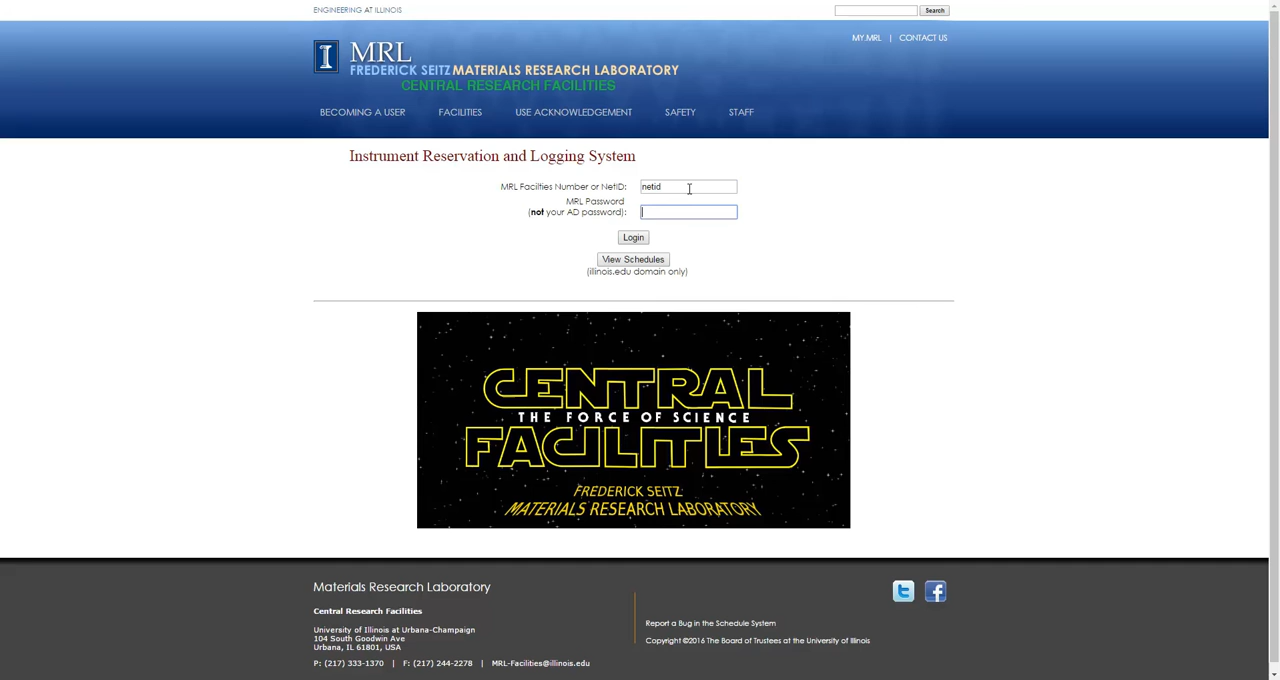 ENGINEERING AT ILLINOIS
Search
MY.MRL | CONTACT US
I MRL
FREDERICK SEITZ MATERIALS RESEARCH LABORATORY
CENTRAL RESEARCH FACILITIES
BECOMING A USER FACILITIES USE ACKNOWLEDGEMENT SAFETY STAFF
Instrument Reservation and Logging System
MRL Facilties Number or NetID: netid
MRL Password
(not your AD password):
Login
View Schedules
(illinois.edu domain only)
CENTRAL
THE FORCE OF SCIENCE
FACILITIES
FREDERICK SEITZ
MATERIALS RESEARCH LABORATORY
Materials Research Laboratory
Central Research Facilities
University of Illinois at Urbana-Champaign
104 South Goodwin Ave
Urbana, IL 61801, USA
P: (217) 333-1370 | F: (217) 244-2278 | MRL-Facilities@illinois.edu
Report a Bug in the Schedule System
Copyright ©2016 The Board of Trustees at the University of Illinois